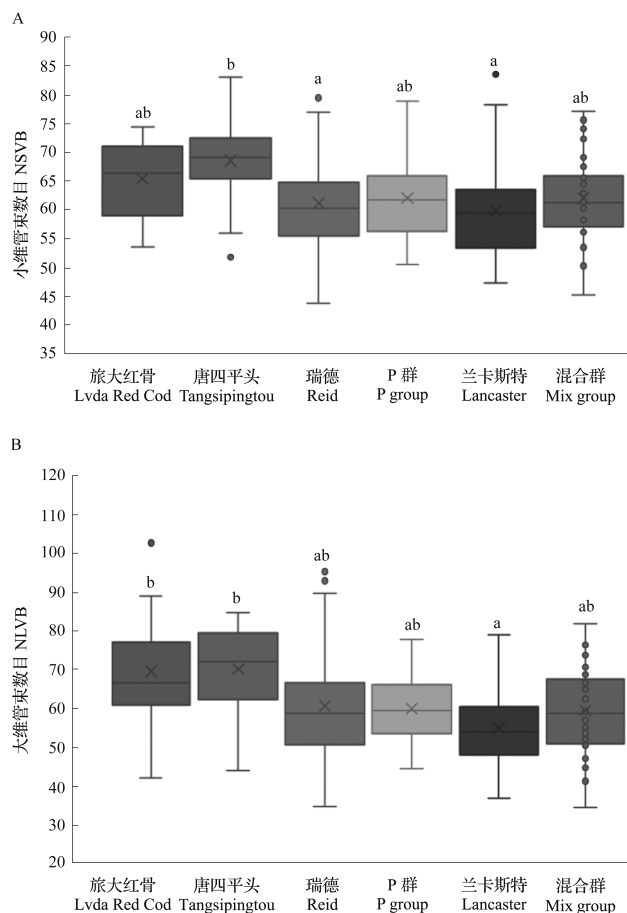 A
90
85
80
75
70
65
60
55
50
45
40
35
小维管束数目 NSVB
ab
b
a
ab
a
ab
旅大红骨
Lvda Red Cod
唐四平头
Tangsipingtou
瑞德
Reid
P 群
P group
兰卡斯特
Lancaster
混合群
Mix group
B
120
110
100
90
80
70
60
50
40
30
20
大维管束数目 NLVB
b
b
ab
ab
a
ab
旅大红骨
Lvda Red Cod
唐四平头
Tangsipingtou
瑞德
Reid
P 群
P group
兰卡斯特
Lancaster
混合群
Mix group